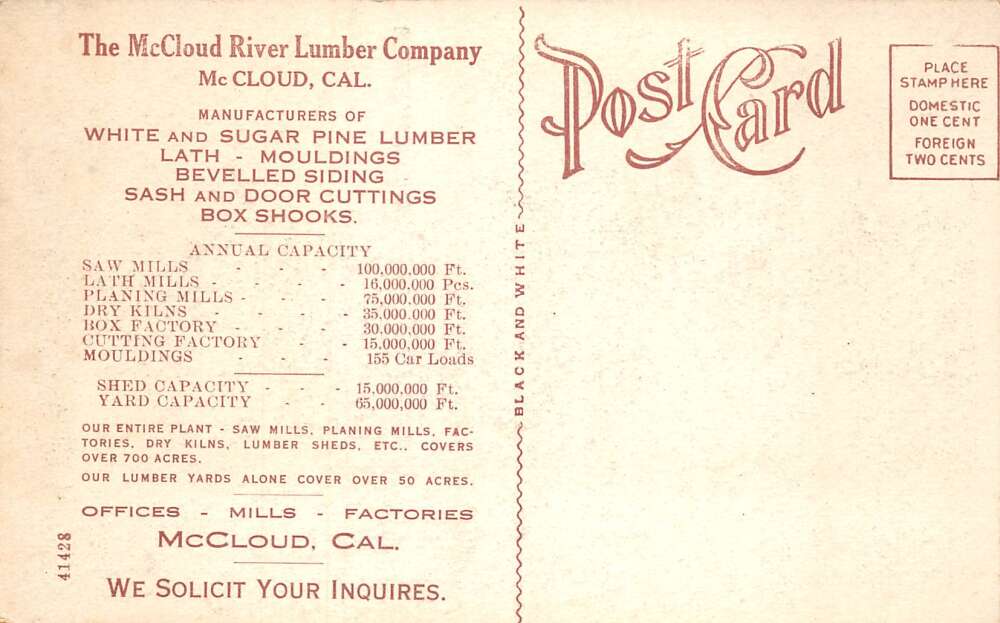 The McCloud River Lumber Company
McCLOUD, CAL.
MANUFACTURERS OF
WHITE AND SUGAR PINE LUMBER
LATH - MOULDINGS
BEVELLED SIDING
SASH AND DOOR CUTTINGS
BOX SHOOKS.
ANNUAL CAPACITY
SAW MILLS - - - 100,000,000 Ft.
LATH MILLS - - - - 16,000,000 Pcs.
PLANING MILLS - - - - 75,000,000 Ft.
DRY KILNS - - - - 35,000,000 Ft.
BOX FACTORY - - - 30,000,000 Ft.
CUTTING FACTORY - - 15,000,000 Ft.
MOULDINGS - - - 155 Car Loads
SHED CAPACITY - - - 15,000,000 Ft.
YARD CAPACITY - - 65,000,000 Ft.
OUR ENTIRE PLANT - SAW MILLS, PLANING MILLS, FAC-
TORIES, DRY KILNS, LUMBER SHEDS, ETC., COVERS
OVER 700 ACRES.
OUR LUMBER YARDS ALONE COVER OVER 50 ACRES.
OFFICES - MILLS - FACTORIES
McCLOUD, CAL.
WE SOLICIT YOUR INQUIRES.
41428
BLACK AND WHITE
Post Card
PLACE
STAMP HERE
DOMESTIC
ONE CENT
FOREIGN
TWO CENTS